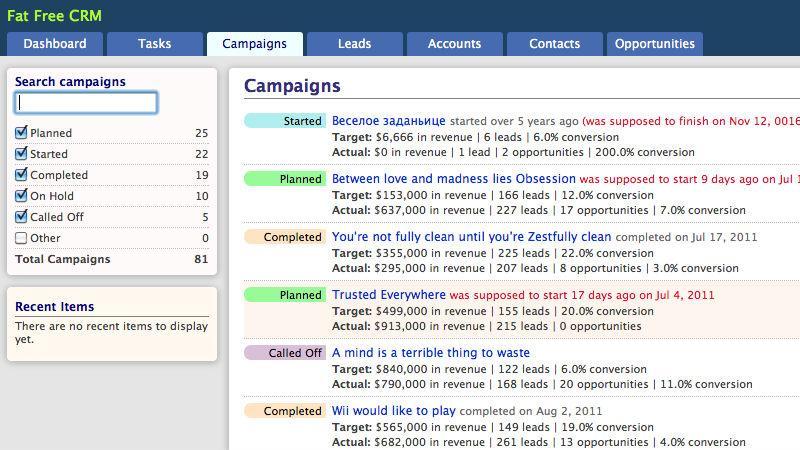 Fat Free CRM
Dashboard Tasks Campaigns Leads Accounts Contacts Opportunities
Search campaigns
Planned 25
Started 22
Completed 19
On Hold 10
Called Off 5
Other 0
Total Campaigns 81
Recent Items
There are no recent items to display
yet.
Campaigns
Started Веселое заданьице started over 5 years ago (was supposed to finish on Nov 12, 0016
Target: $6,666 in revenue | 6 leads | 6.0% conversion
Actual: $0 in revenue | 1 lead | 2 opportunities | 200.0% conversion
Planned Between love and madness lies Obsession was supposed to start 9 days ago on Jul 1
Target: $153,000 in revenue | 166 leads | 12.0% conversion
Actual: $637,000 in revenue | 227 leads | 17 opportunities | 7.0% conversion
Completed You're not fully clean until you're Zestfully clean completed on Jul 17, 2011
Target: $355,000 in revenue | 225 leads | 22.0% conversion
Actual: $295,000 in revenue | 207 leads | 8 opportunities | 3.0% conversion
Planned Trusted Everywhere was supposed to start 17 days ago on Jul 4, 2011
Target: $499,000 in revenue | 155 leads | 20.0% conversion
Actual: $913,000 in revenue | 215 leads | 0 opportunities
Called Off A mind is a terrible thing to waste
Target: $840,000 in revenue | 122 leads | 6.0% conversion
Actual: $790,000 in revenue | 168 leads | 20 opportunities | 11.0% conversion
Completed Wii would like to play completed on Aug 2, 2011
Target: $565,000 in revenue | 149 leads | 19.0% conversion
Actual: $682,000 in revenue | 261 leads | 13 opportunities | 4.0% conversion